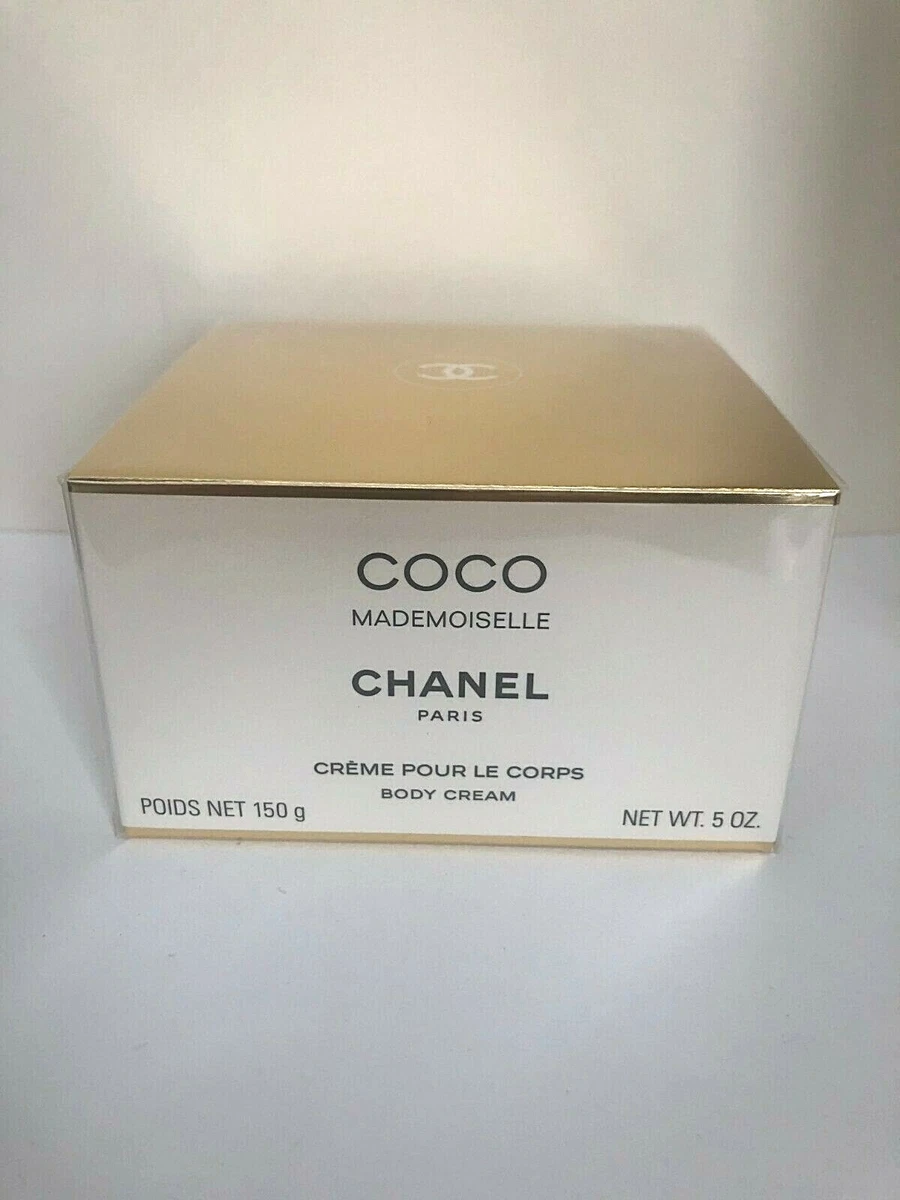 COCO
MADEMOISELLE
CHANEL
PARIS
CRÈME POUR LE CORPS
BODY CREAM
POIDS NET 150 g
NET WT. 5 OZ.